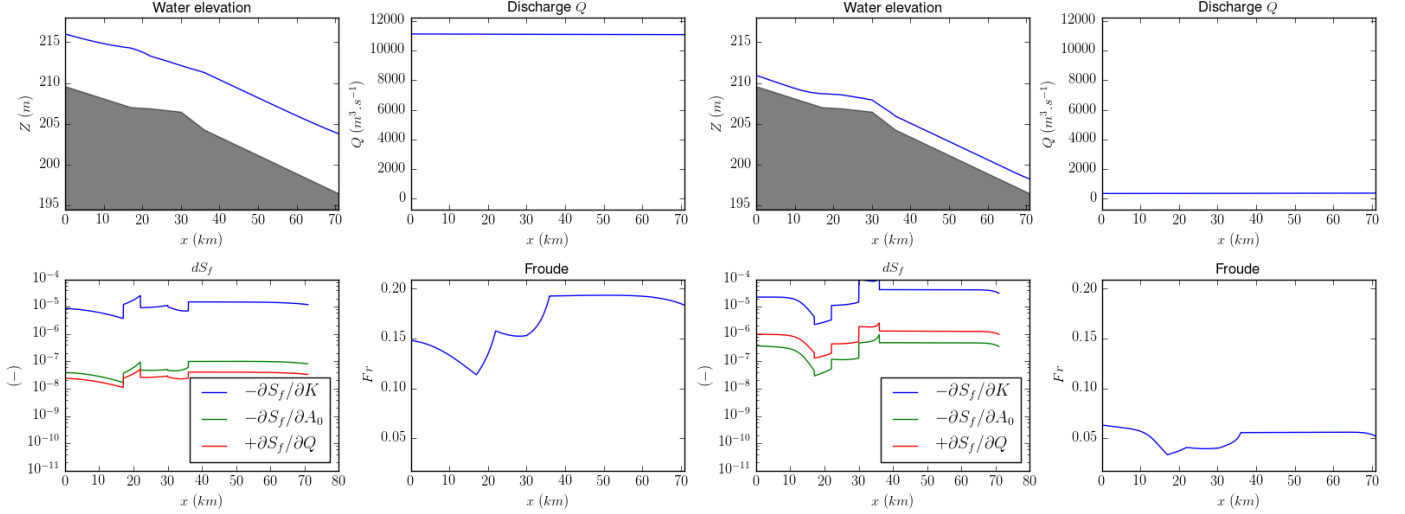 Water elevation
Discharge Q
Water elevation
Discharge Q
215
210
205
200
195
Z (m)
0 10 20 30 40 50 60 70
x (km)
12000
10000
8000
6000
4000
2000
0
Q (m³.s⁻¹)
0 10 20 30 40 50 60 70
x (km)
215
210
205
200
195
Z (m)
0 10 20 30 40 50 60 70
x (km)
12000
10000
8000
6000
4000
2000
0
Q (m³.s⁻¹)
0 10 20 30 40 50 60 70
x (km)
dS_f
Froude
dS_f
Froude
10⁻⁴
10⁻⁵
10⁻⁶
10⁻⁷
10⁻⁸
10⁻⁹
10⁻¹⁰
10⁻¹¹
(−)
−∂S_f/∂K
−∂S_f/∂A₀
+∂S_f/∂Q
0 10 20 30 40 50 60 70 80
x (km)
0.20
0.15
0.10
0.05
Fr
0 10 20 30 40 50 60 70
x (km)
10⁻⁴
10⁻⁵
10⁻⁶
10⁻⁷
10⁻⁸
10⁻⁹
10⁻¹⁰
10⁻¹¹
(−)
−∂S_f/∂K
−∂S_f/∂A₀
+∂S_f/∂Q
0 10 20 30 40 50 60 70 80
x (km)
0.20
0.15
0.10
0.05
Fr
0 10 20 30 40 50 60 70
x (km)